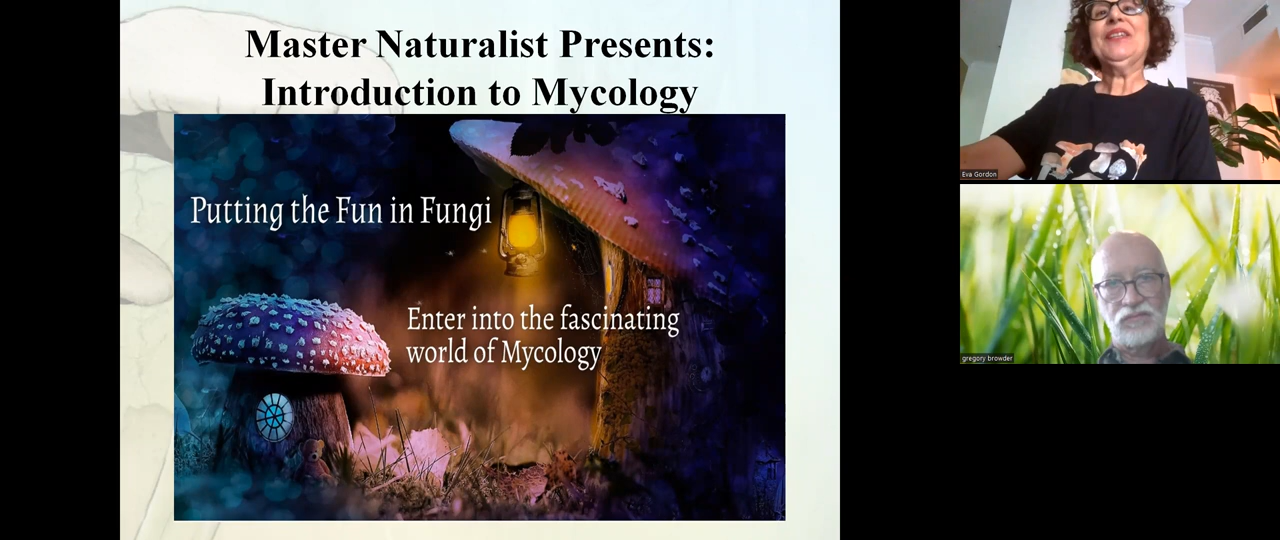 Master Naturalist Presents:
Introduction to Mycology
Putting the Fun in Fungi
Enter into the fascinating
world of Mycology
Eva Gordon
gregory browder